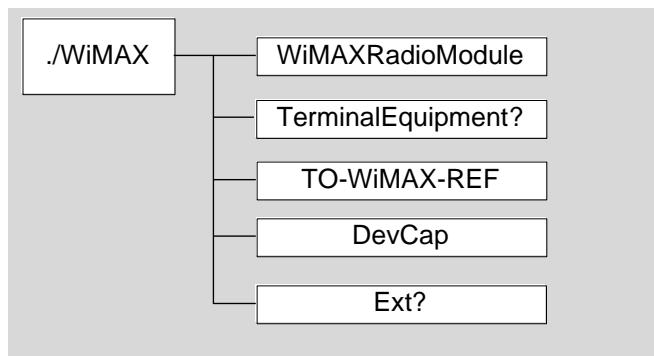 ./WiMAX
WiMAXRadioModule
TerminalEquipment?
TO-WiMAX-REF
DevCap
Ext?